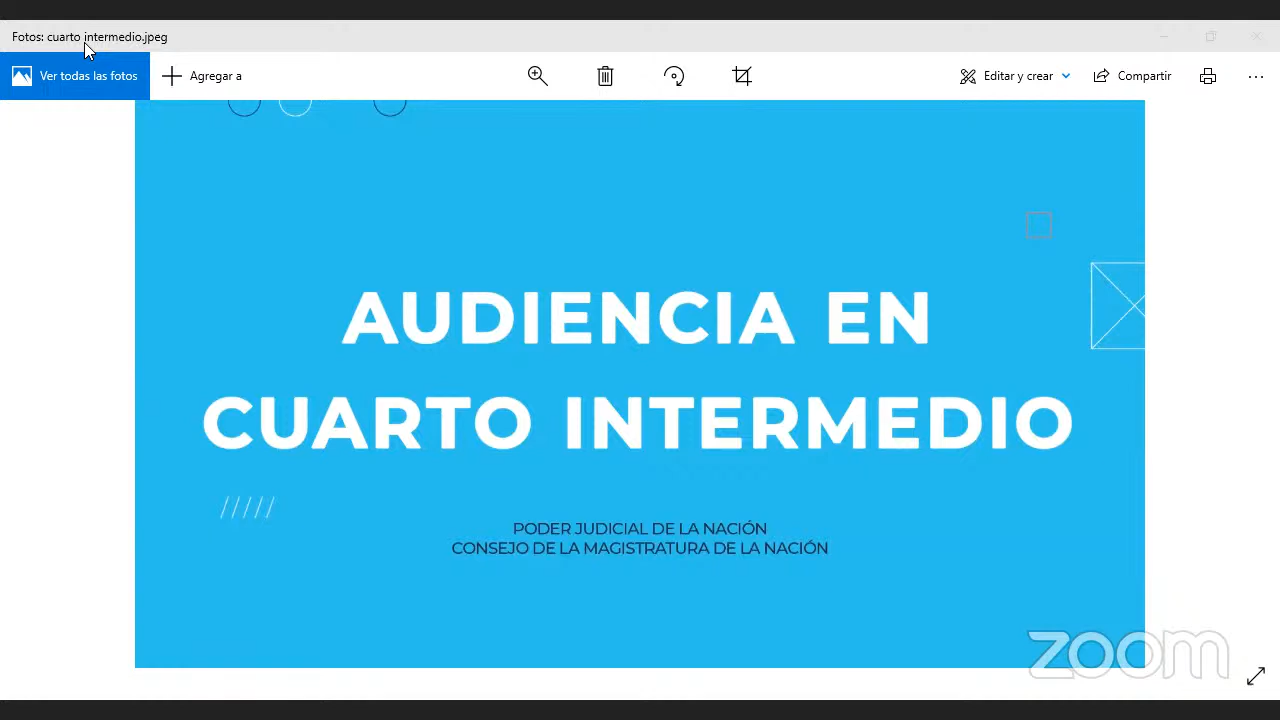 Fotos: cuarto intermedio.jpeg
Ver todas las fotos
Agregar a
Editar y crear
Compartir
AUDIENCIA EN
CUARTO INTERMEDIO
/////
PODER JUDICIAL DE LA NACIÓN
CONSEJO DE LA MAGISTRATURA DE LA NACIÓN
zoom